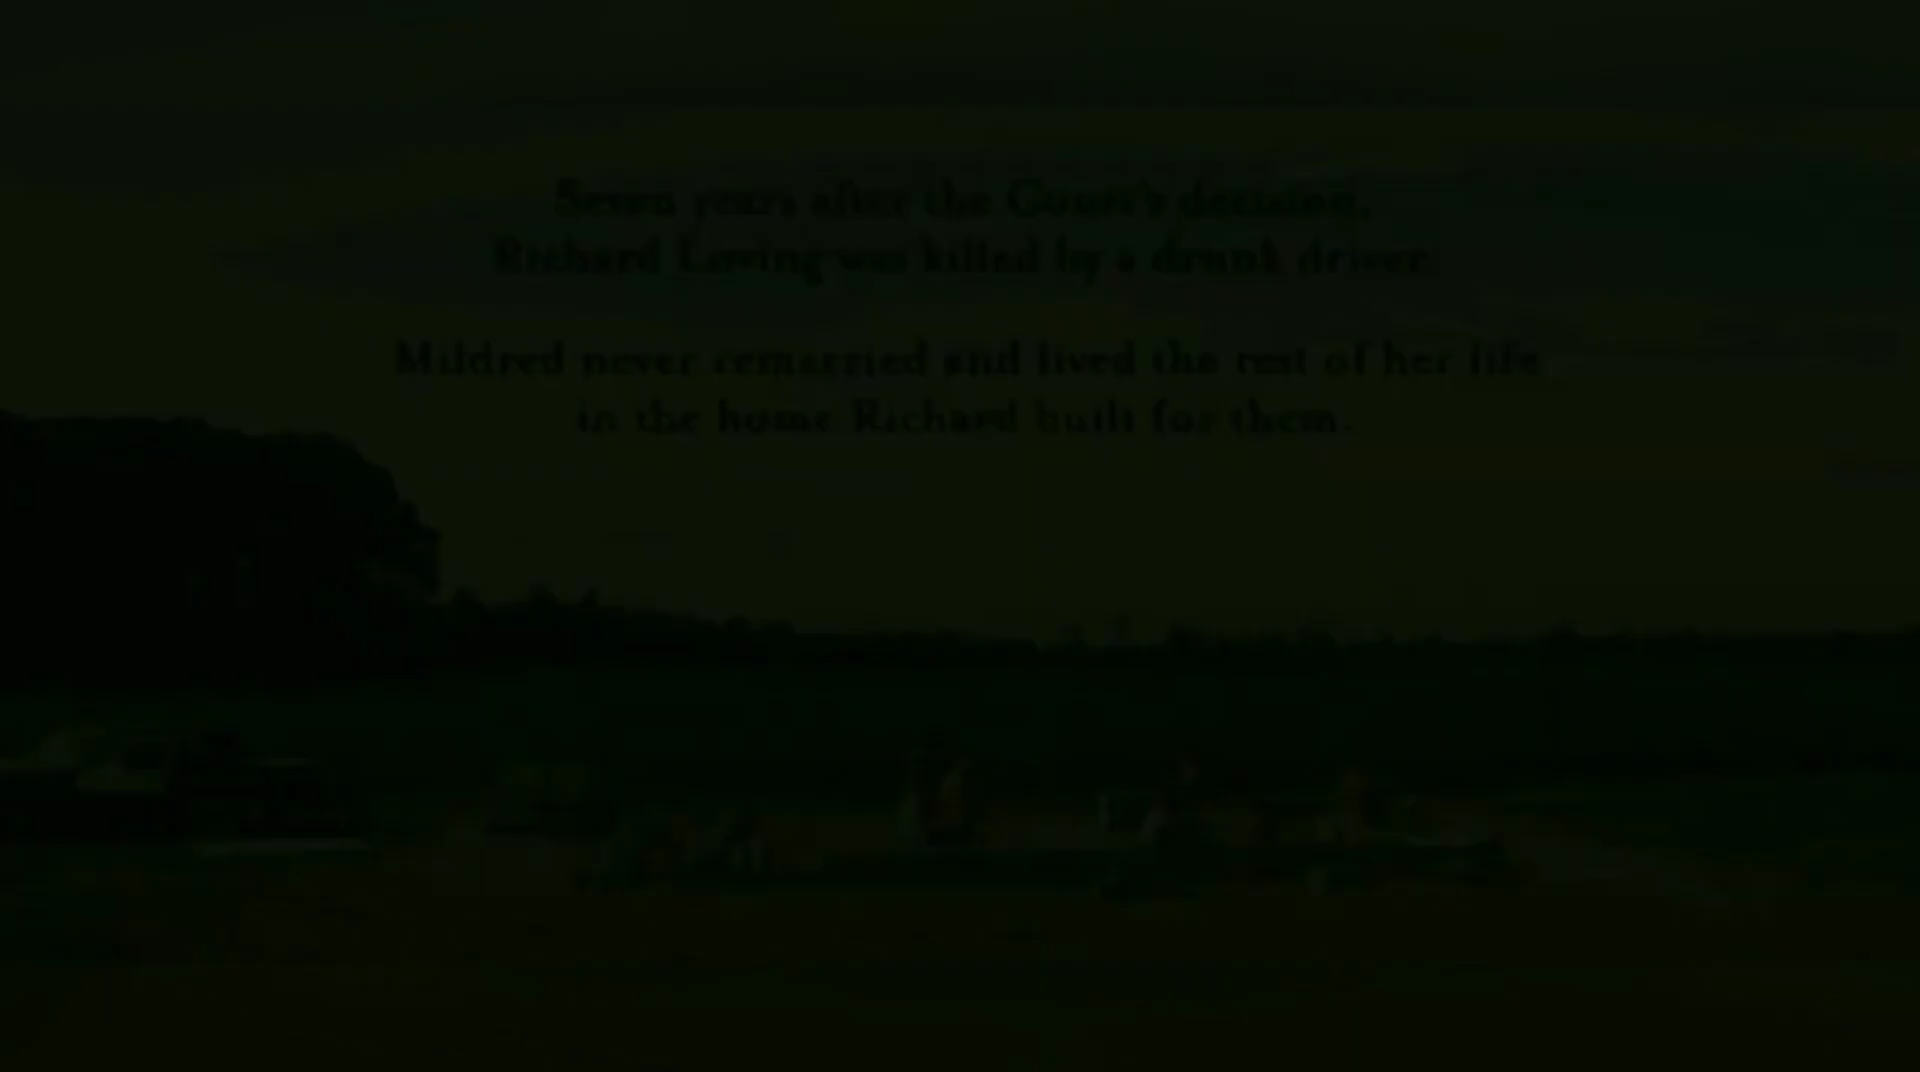 Seven years after the Court's decision,
Richard Loving was killed by a drunk driver.
Mildred never remarried and lived the rest of her life
in the home Richard built for them.